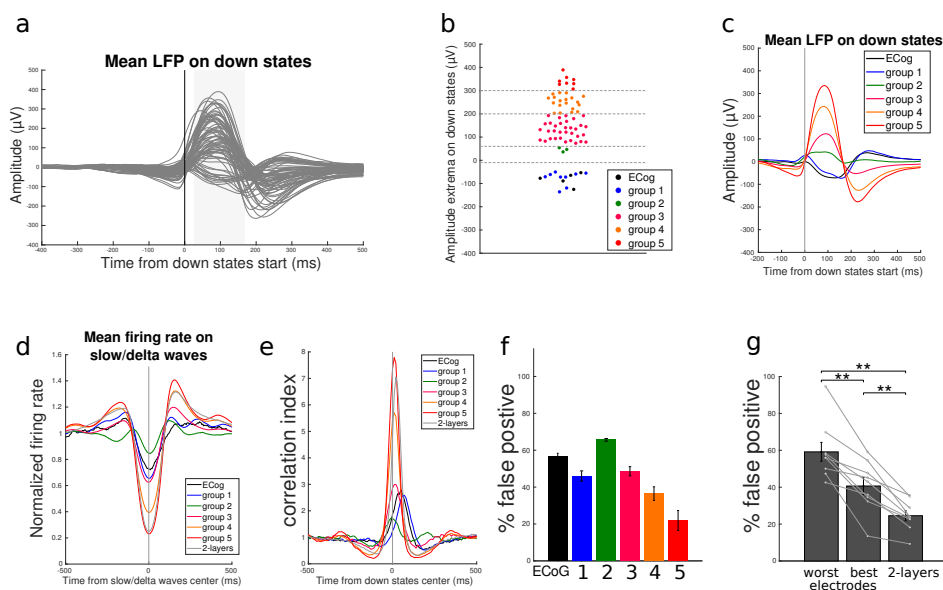 a
Mean LFP on down states
Amplitude (µV)
500
400
300
200
100
0
-100
-200
-300
-400
-400 -300 -200 -100 0 100 200 300 400 500
Time from down states start (ms)
b
Amplitude extrema on down states (µV)
500
400
300
200
100
0
-100
-200
-300
-400
ECog
group 1
group 2
group 3
group 4
group 5
c
Mean LFP on down states
Amplitude (µV)
500
400
300
200
100
0
-100
-200
-300
-400
-200 -100 0 100 200 300 400 500
Time from down states start (ms)
ECog
group 1
group 2
group 3
group 4
group 5
d
Mean firing rate on
slow/delta waves
Normalized firing rate
1.6
1.4
1.2
1
0.8
0.6
0.4
0.2
0
-500 0 500
Time from slow/delta waves center (ms)
ECog
group 1
group 2
group 3
group 4
group 5
2-layers
e
correlation index
8
7
6
5
4
3
2
1
0
-500 0 500
Time from down states center (ms)
ECog
group 1
group 2
group 3
group 4
group 5
2-layers
f
% false postive
100
80
60
40
20
0
ECoG 1 2 3 4 5
g
% false positive
100
80
60
40
20
0
**
**
**
worst best 2-layers
electrodes